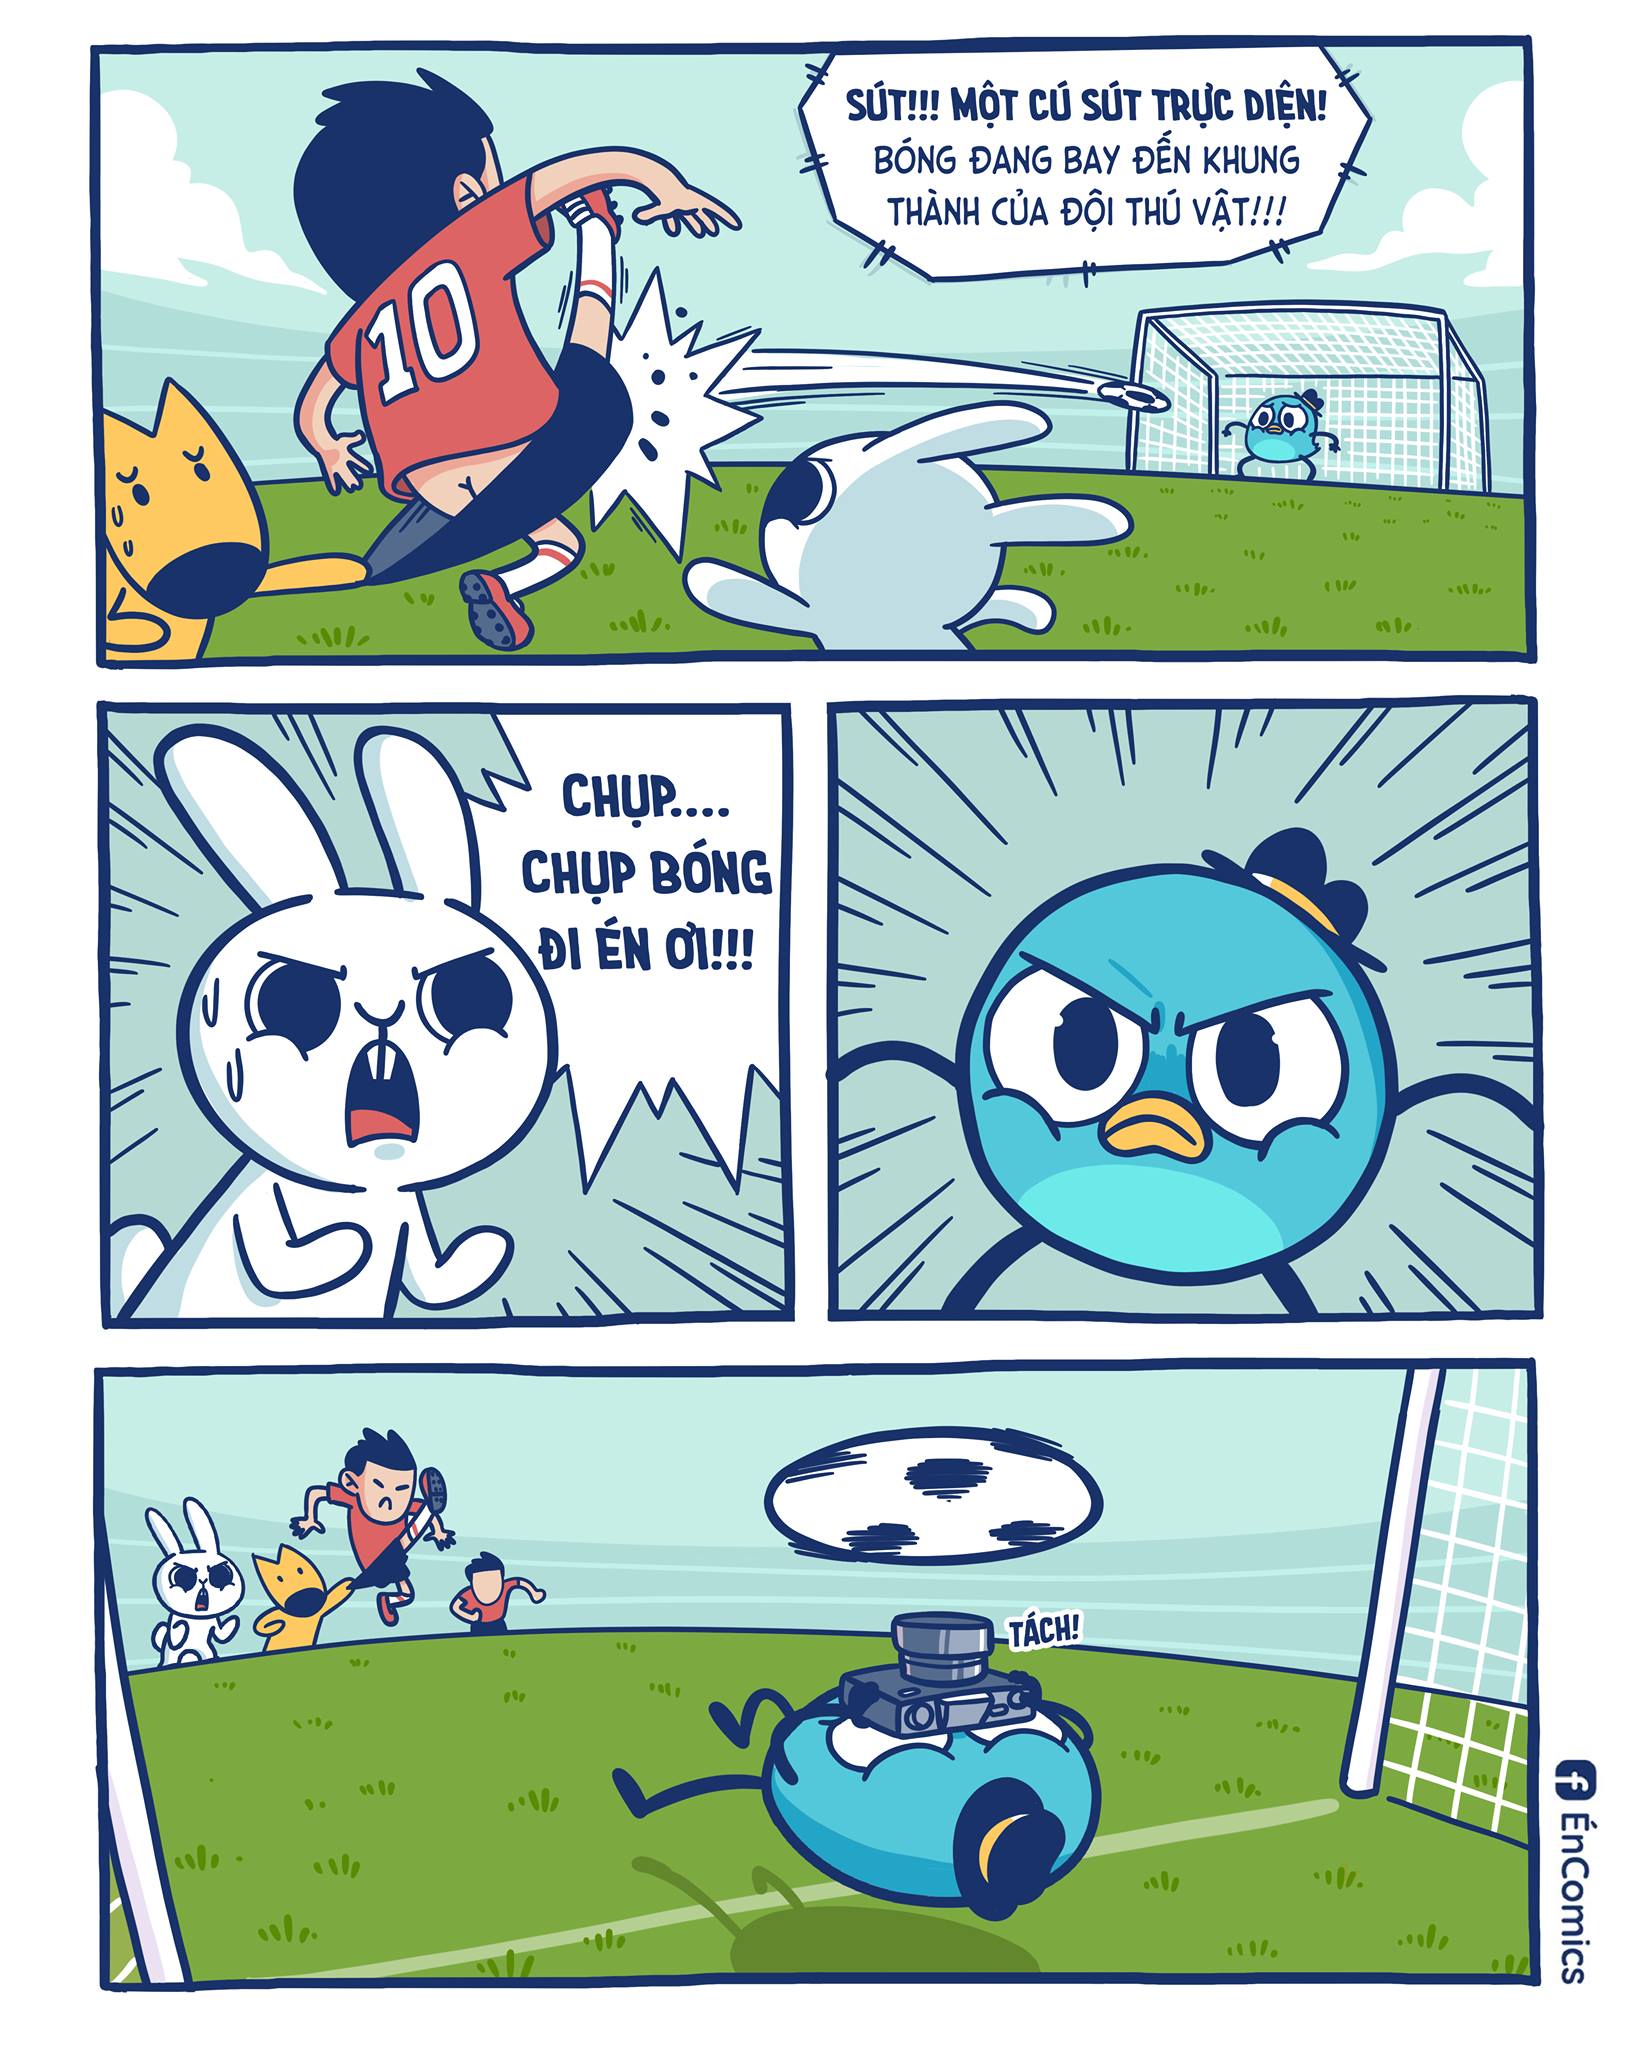 SÚT!!! MỘT CÚ SÚT TRỰC DIỆN!
BÓNG ĐANG BAY ĐẾN KHUNG
THÀNH CỦA ĐỘI THÚ VẬT!!!
10
CHỤP....
CHỤP BÓNG
ĐI ÉN ƠI!!!
TÁCH!
f ÉnComics